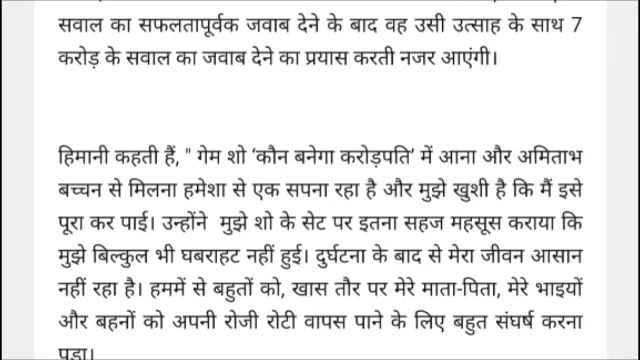 सवाल का सफलतापूर्वक जवाब देने के बाद वह उसी उत्साह के साथ 7
करोड़ के सवाल का जवाब देने का प्रयास करती नजर आएंगी।
हिमानी कहती हैं, " गेम शो ‘कौन बनेगा करोड़पति’ में आना और अमिताभ
बच्चन से मिलना हमेशा से एक सपना रहा है और मुझे खुशी है कि मैं इसे
पूरा कर पाई। उन्होंने मुझे शो के सेट पर इतना सहज महसूस कराया कि
मुझे बिल्कुल भी घबराहट नहीं हुई। दुर्घटना के बाद से मेरा जीवन आसान
नहीं रहा है। हममें से बहुतों को, खास तौर पर मेरे माता-पिता, मेरे भाइयों
और बहनों को अपनी रोजी रोटी वापस पाने के लिए बहुत संघर्ष करना
पड़ा।